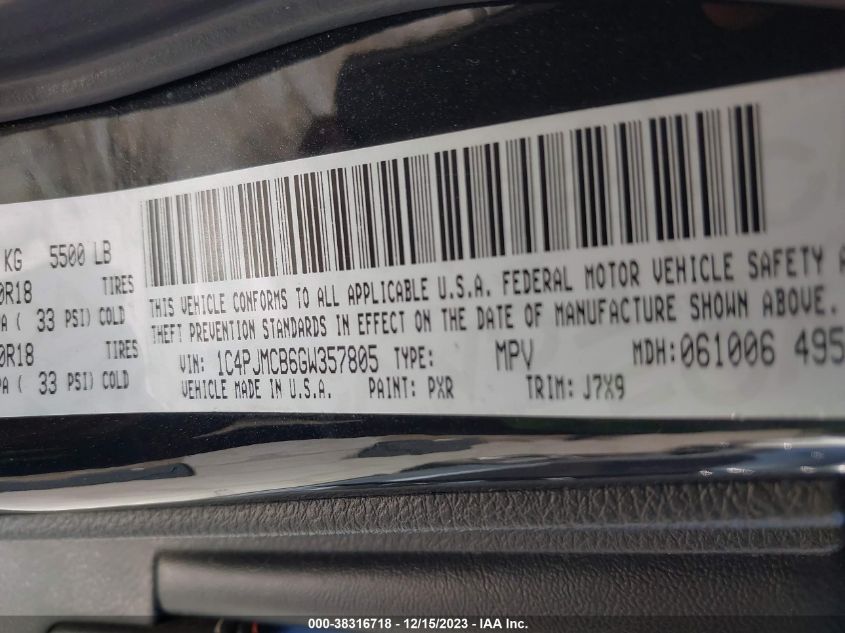 KG 5500 LB
0R18 TIRES
PA ( 33 PSI) COLD
0R18 TIRES
PA ( 33 PSI) COLD
THIS VEHICLE CONFORMS TO ALL APPLICABLE U.S.A. FEDERAL MOTOR VEHICLE SAFETY A
THEFT PREVENTION STANDARDS IN EFFECT ON THE DATE OF MANUFACTURE SHOWN ABOVE.
VIN: 1C4PJMCB6GW357805 TYPE: MPV MDH: 061006 495
VEHICLE MADE IN U.S.A. PAINT: PXR TRIM: J7X9
000-38316718 - 12/15/2023 - IAA Inc.